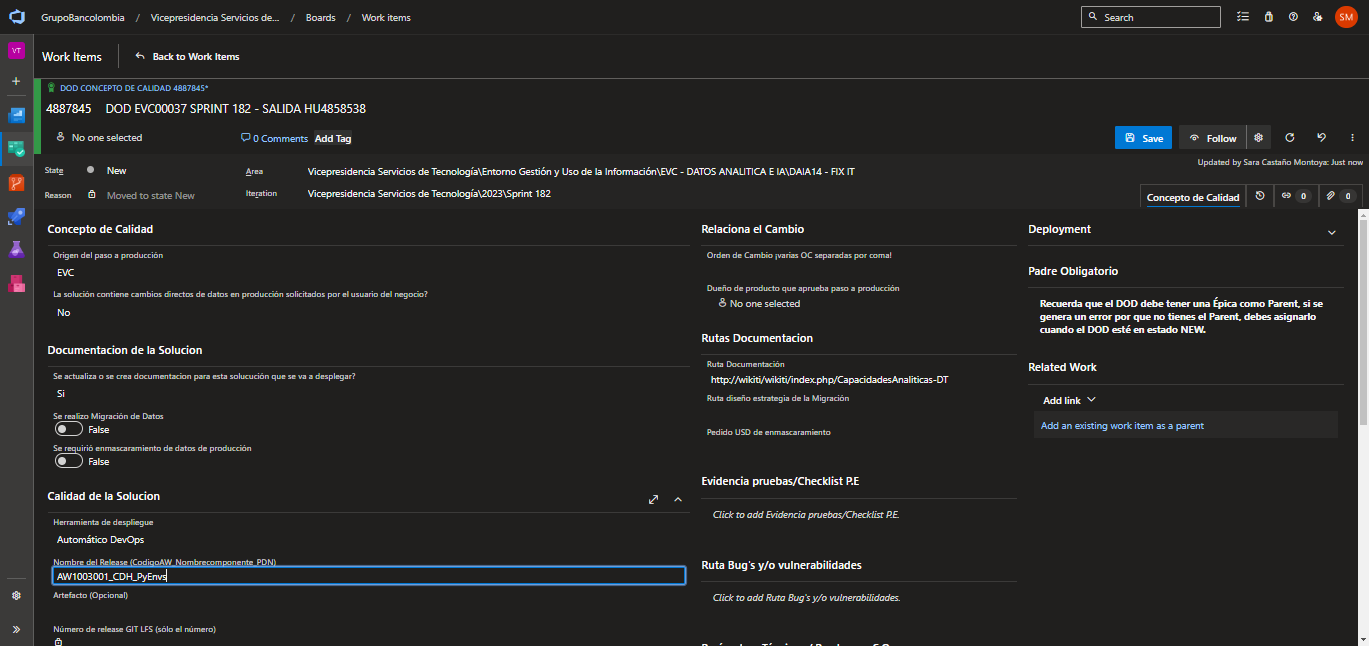 GrupoBancolombia / Vicepresidencia Servicios de... / Boards / Work items
Search
SM
VT
Work Items
Back to Work Items
DOD CONCEPTO DE CALIDAD 4887845*
4887845 DOD EVC00037 SPRINT 182 - SALIDA HU4858538
No one selected
0 Comments
Add Tag
Save
Follow
Updated by Sara Castaño Montoya: Just now
State
New
Area
Vicepresidencia Servicios de Tecnología\Entorno Gestión y Uso de la Información\EVC - DATOS ANALITICA E IA\DAIA14 - FIX IT
Reason
Moved to state New
Iteration
Vicepresidencia Servicios de Tecnología\2023\Sprint 182
Concepto de Calidad
0
0
Concepto de Calidad
Origen del paso a producción
EVC
La solución contiene cambios directos de datos en producción solicitados por el usuario del negocio?
No
Documentacion de la Solucion
Se actualiza o se crea documentacion para esta solucución que se va a desplegar?
Si
Se realizo Migración de Datos
False
Se requirió enmascaramiento de datos de producción
False
Calidad de la Solucion
Herramienta de despliegue
Automático DevOps
Nombre del Release (CodigoAW_Nombrecomponente_PDN)
AW1003001_CDH_PyEnvs
Artefacto (Opcional)
Número de release GIT LFS (sólo el número)
Relaciona el Cambio
Orden de Cambio ¡varias OC separadas por coma!
Dueño de producto que aprueba paso a producción
No one selected
Rutas Documentacion
Ruta Documentación
http://wikiti/wikiti/index.php/CapacidadesAnaliticas-DT
Ruta diseño estrategia de la Migración
Pedido USD de enmascaramiento
Evidencia pruebas/Checklist P.E
Click to add Evidencia pruebas/Checklist P.E.
Ruta Bug's y/o vulnerabilidades
Click to add Ruta Bug's y/o vulnerabilidades.
Deployment
Padre Obligatorio
Recuerda que el DOD debe tener una Épica como Parent, si se
genera un error por que no tienes el Parent, debes asignarlo
cuando el DOD esté en estado NEW.
Related Work
Add link
Add an existing work item as a parent